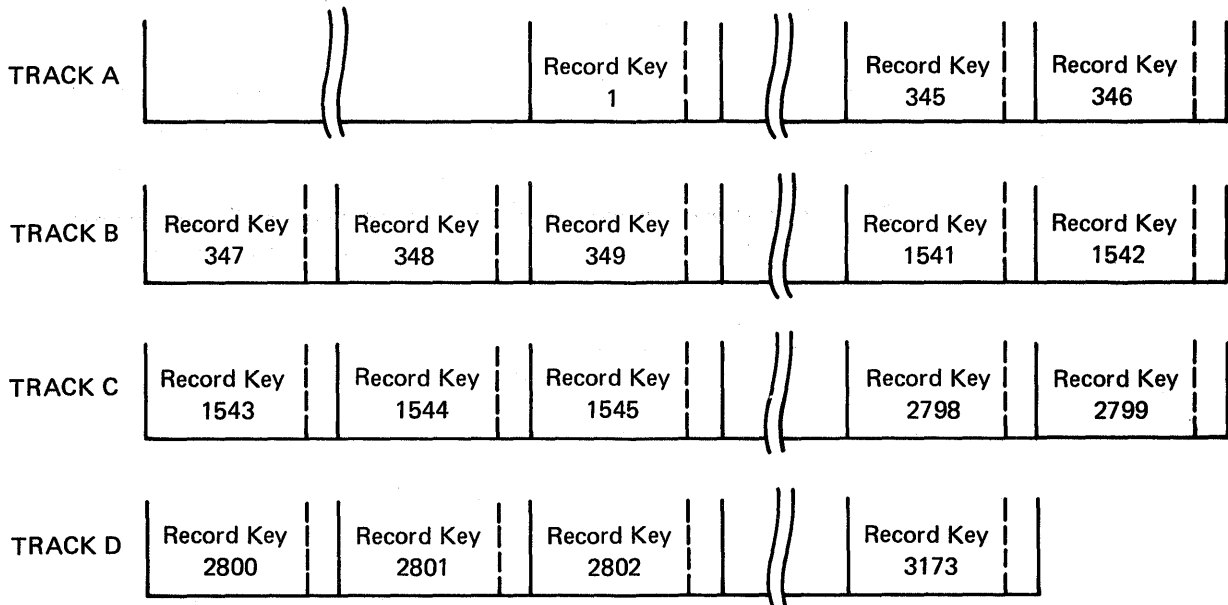 TRACK A
Record Key
1
Record Key
345
Record Key
346
TRACK B
Record Key
347
Record Key
348
Record Key
349
Record Key
1541
Record Key
1542
TRACK C
Record Key
1543
Record Key
1544
Record Key
1545
Record Key
2798
Record Key
2799
TRACK D
Record Key
2800
Record Key
2801
Record Key
2802
Record Key
3173